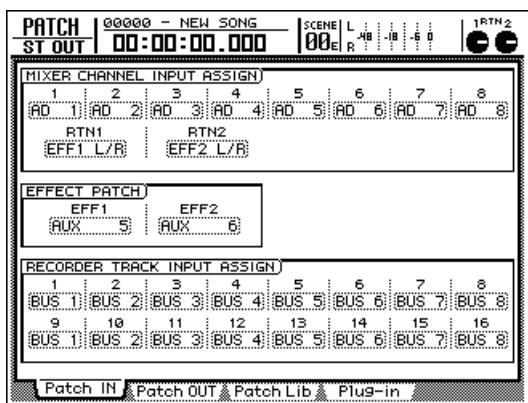 PATCH 00000 - NEW SONG SCENE L -48 -18 -6 0 1 RTN 2
ST OUT 00:00:00.000 00E R
MIXER CHANNEL INPUT ASSIGN
1 2 3 4 5 6 7 8
AD 1 AD 2 AD 3 AD 4 AD 5 AD 6 AD 7 AD 8
RTN1 RTN2
EFF1 L/R EFF2 L/R
EFFECT PATCH
EFF1 EFF2
AUX 5 AUX 6
RECORDER TRACK INPUT ASSIGN
1 2 3 4 5 6 7 8
BUS 1 BUS 2 BUS 3 BUS 4 BUS 5 BUS 6 BUS 7 BUS 8
9 10 11 12 13 14 15 16
BUS 1 BUS 2 BUS 3 BUS 4 BUS 5 BUS 6 BUS 7 BUS 8
Patch IN Patch OUT Patch Lib Plug-in